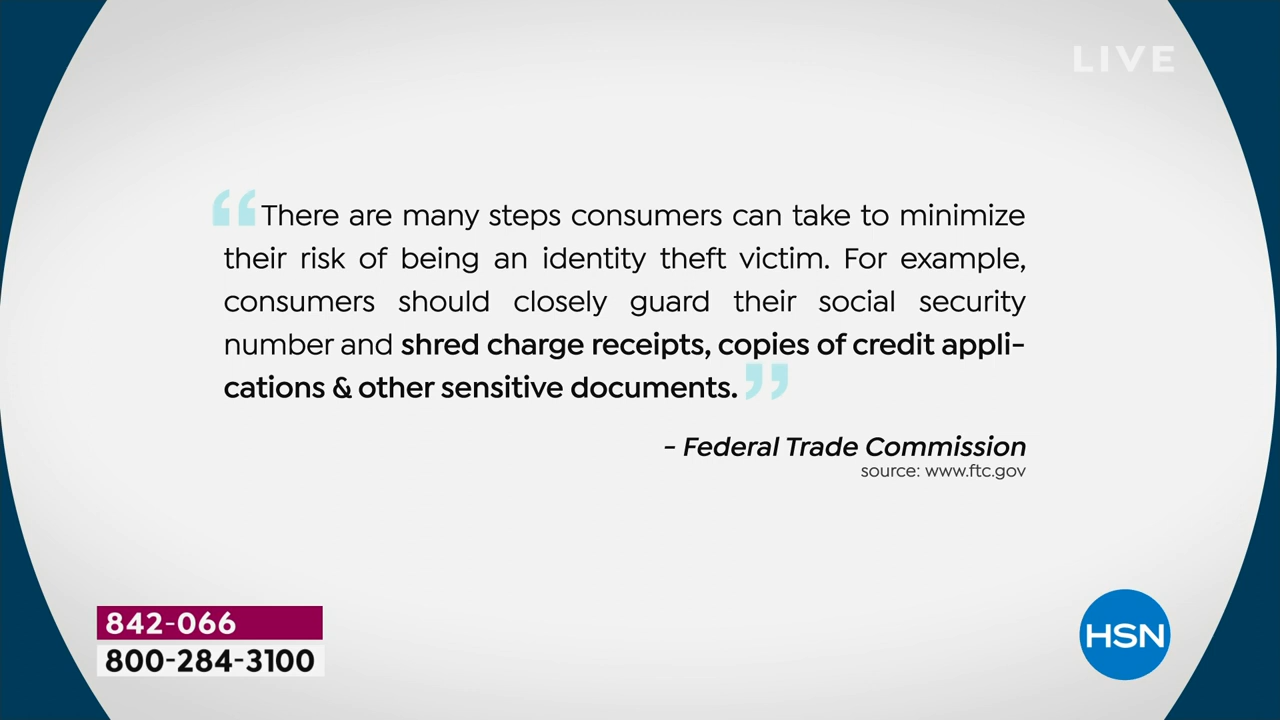 LIVE
“There are many steps consumers can take to minimize
their risk of being an identity theft victim. For example,
consumers should closely guard their social security
number and shred charge receipts, copies of credit appli-
cations & other sensitive documents.”
- Federal Trade Commission
source: www.ftc.gov
842-066
800-284-3100
HSN